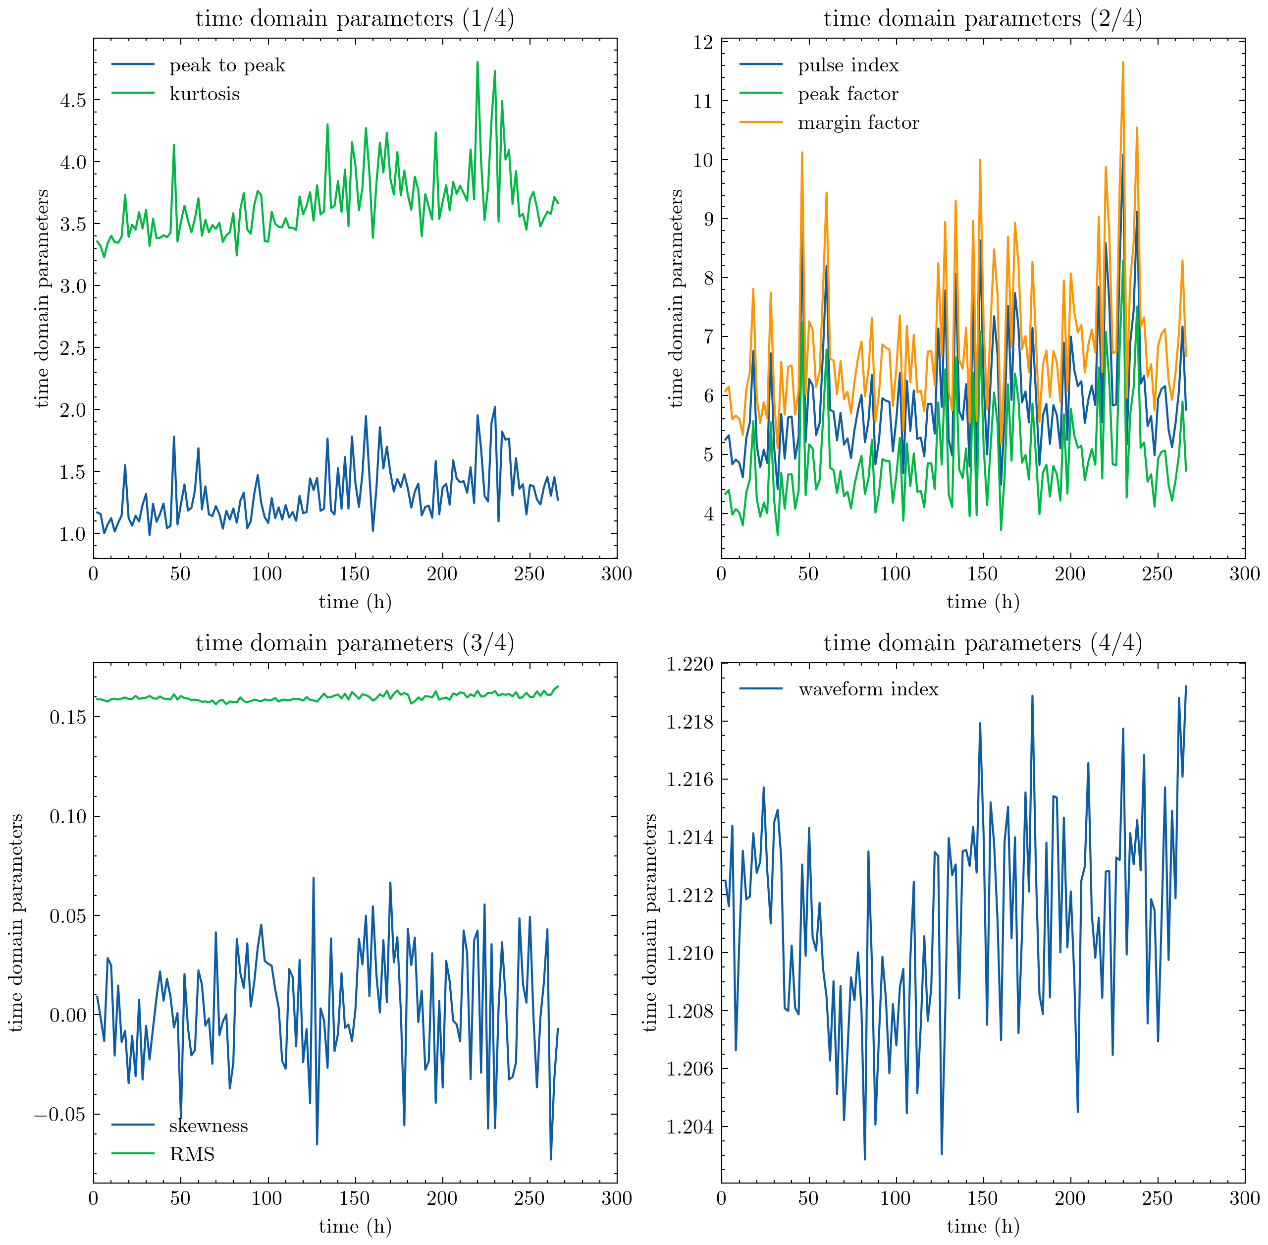 time domain parameters (1/4)
time domain parameters
4.5
4.0
3.5
3.0
2.5
2.0
1.5
1.0
peak to peak
kurtosis
0 50 100 150 200 250 300
time (h)
time domain parameters (2/4)
time domain parameters
12
11
10
9
8
7
6
5
4
pulse index
peak factor
margin factor
0 50 100 150 200 250 300
time (h)
time domain parameters (3/4)
time domain parameters
0.15
0.10
0.05
0.00
−0.05
skewness
RMS
0 50 100 150 200 250 300
time (h)
time domain parameters (4/4)
time domain parameters
1.220
1.218
1.216
1.214
1.212
1.210
1.208
1.206
1.204
waveform index
0 50 100 150 200 250 300
time (h)